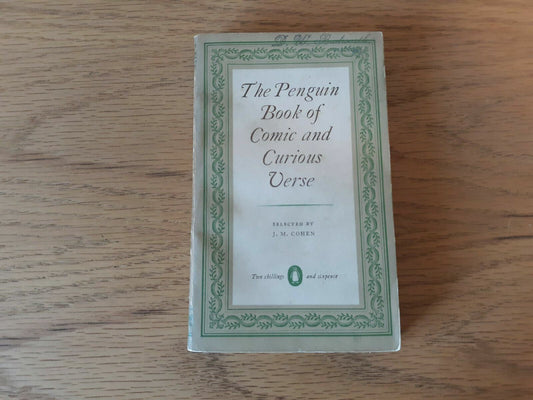 The Penguin
Book of
Comic and
Curious
Verse
SELECTED BY
J. M. COHEN
Two shillings and sixpence